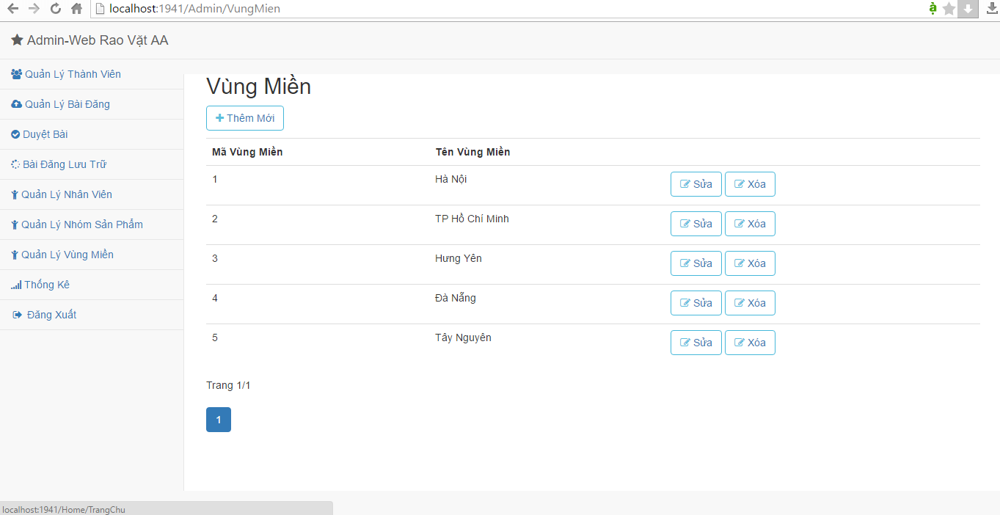 localhost:1941/Admin/VungMien
Admin-Web Rao Vặt AA
Quản Lý Thành Viên
Quản Lý Bài Đăng
Duyệt Bài
Bài Đăng Lưu Trữ
Quản Lý Nhân Viên
Quản Lý Nhóm Sản Phẩm
Quản Lý Vùng Miền
Thống Kê
Đăng Xuất
Vùng Miền
Thêm Mới
Mã Vùng Miền Tên Vùng Miền
1 Hà Nội Sửa Xóa
2 TP Hồ Chí Minh Sửa Xóa
3 Hưng Yên Sửa Xóa
4 Đà Nẵng Sửa Xóa
5 Tây Nguyên Sửa Xóa
Trang 1/1
1
localhost:1941/Home/TrangChu